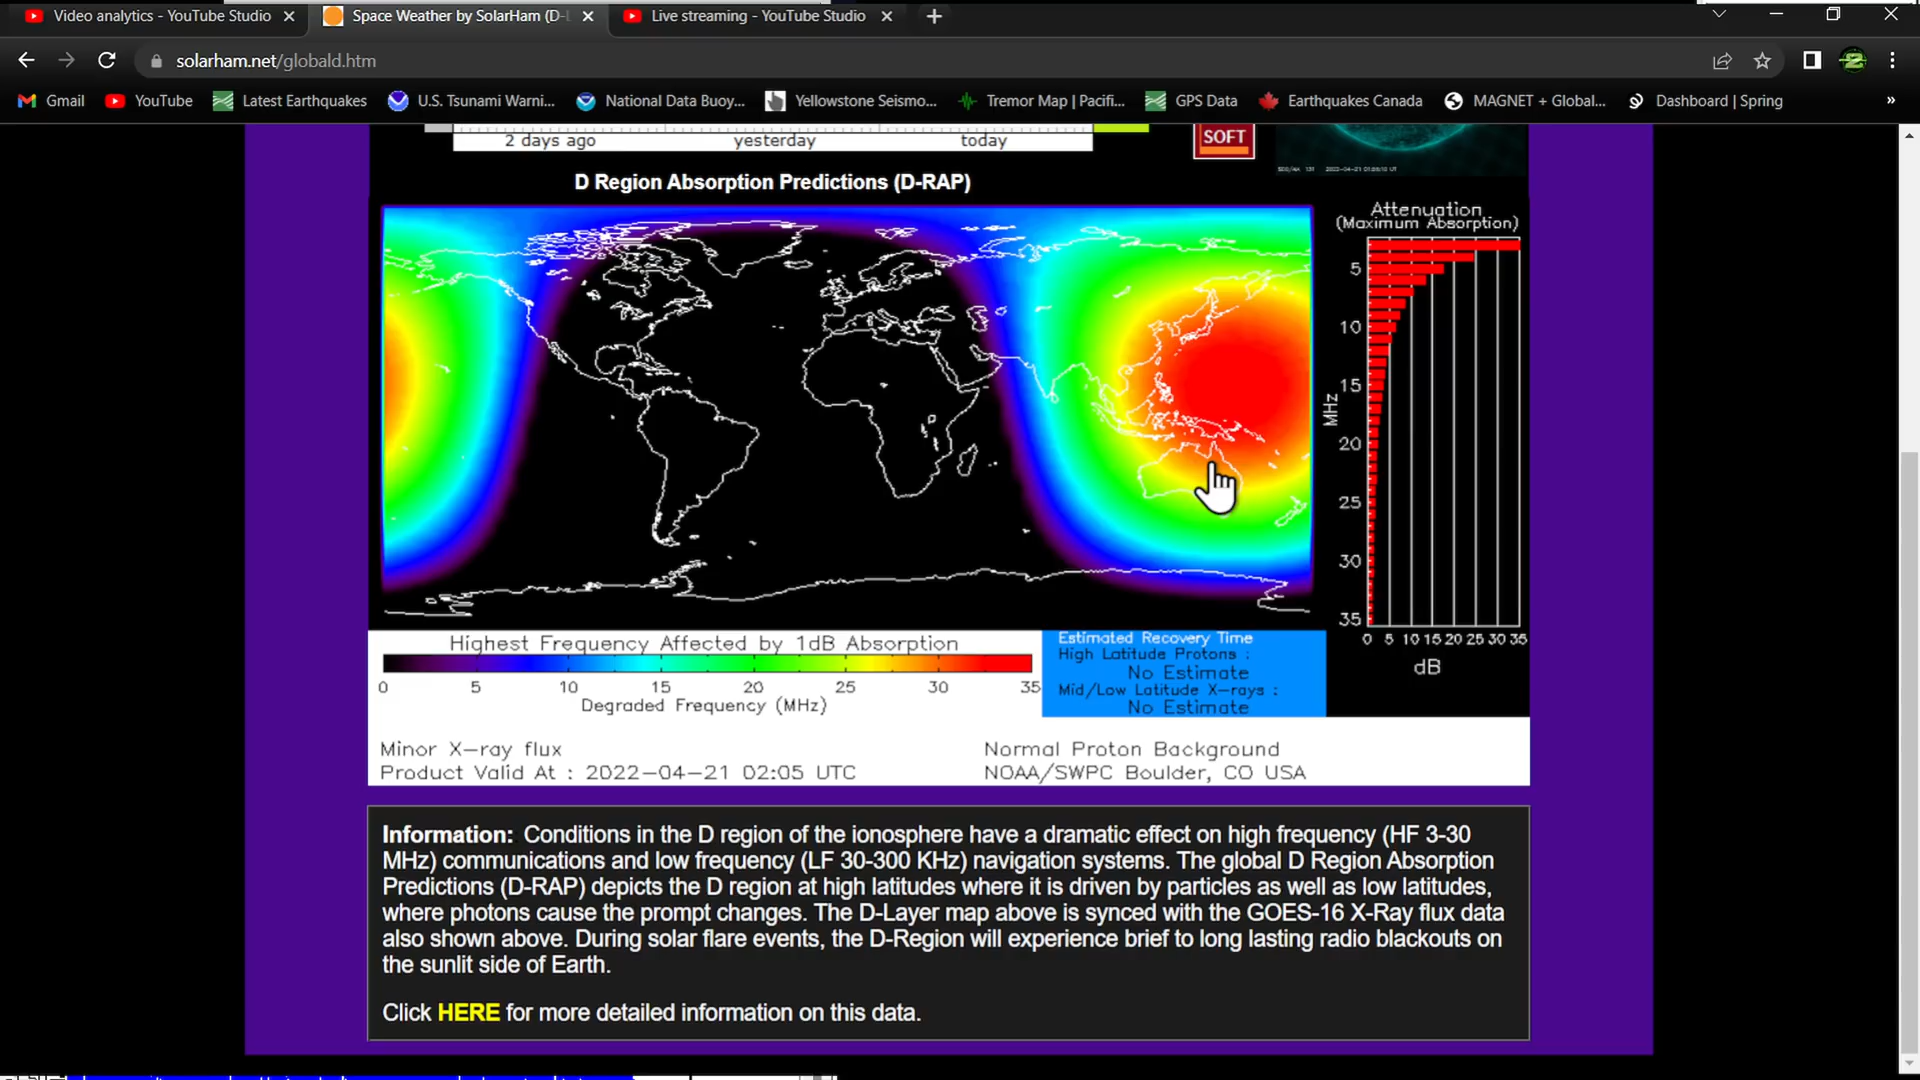 Video analytics - YouTube Studio
Space Weather by SolarHam (D-L
Live streaming - YouTube Studio
solarham.net/globald.htm
Gmail
YouTube
Latest Earthquakes
U.S. Tsunami Warni...
National Data Buoy...
Yellowstone Seismo...
Tremor Map | Pacifi...
GPS Data
Earthquakes Canada
MAGNET + Global...
Dashboard | Spring
»
2 days ago yesterday today
SOFT
D Region Absorption Predictions (D-RAP)
Attenuation
(Maximum Absorption)
5
10
15
20
25
30
35
MHz
0 5 10 15 20 25 30 35
dB
Highest Frequency Affected by 1dB Absorption
0 5 10 15 20 25 30 35
Degraded Frequency (MHz)
Estimated Recovery Time
High Latitude Protons :
No Estimate
Mid/Low Latitude X-rays :
No Estimate
Minor X-ray flux
Normal Proton Background
Product Valid At : 2022-04-21 02:05 UTC
NOAA/SWPC Boulder, CO USA
Information: Conditions in the D region of the ionosphere have a dramatic effect on high frequency (HF 3-30
MHz) communications and low frequency (LF 30-300 KHz) navigation systems. The global D Region Absorption
Predictions (D-RAP) depicts the D region at high latitudes where it is driven by particles as well as low latitudes,
where photons cause the prompt changes. The D-Layer map above is synced with the GOES-16 X-Ray flux data
also shown above. During solar flare events, the D-Region will experience brief to long lasting radio blackouts on
the sunlit side of Earth.
Click HERE for more detailed information on this data.